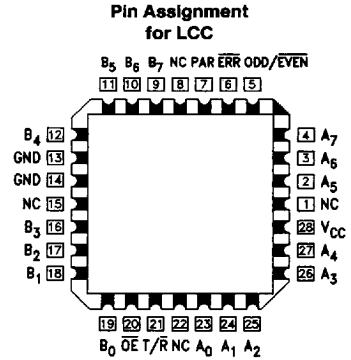 Pin Assignment
for LCC
B5 B6 B7 NC PAR E̅R̅R̅ ODD/E̅V̅E̅N̅
11 10 9 8 7 6 5
B4 12
GND 13
GND 14
NC 15
B3 16
B2 17
B1 18
4 A7
3 A6
2 A5
1 NC
28 VCC
27 A4
26 A3
19 20 21 22 23 24 25
B0 O̅E̅ T/R̅ NC A0 A1 A2